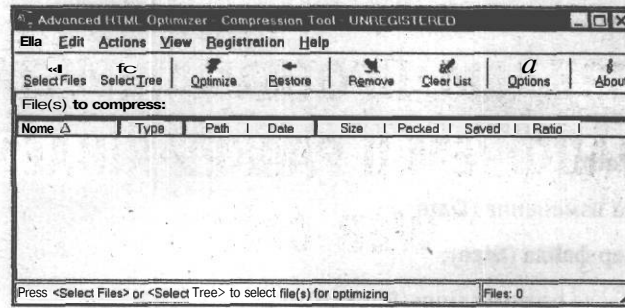 Advanced HTML Optimizer - Compression Tool - UNREGISTERED
Ella Edit Actions View Registration Help
Select Files Select Tree Optimize Restore Remove Clear List Options About
File(s) to compress:
Nome Type Path Date Size Packed Saved Ratio
Press <Select Files> or <Select Tree> to select file(s) for optimizing Files: 0